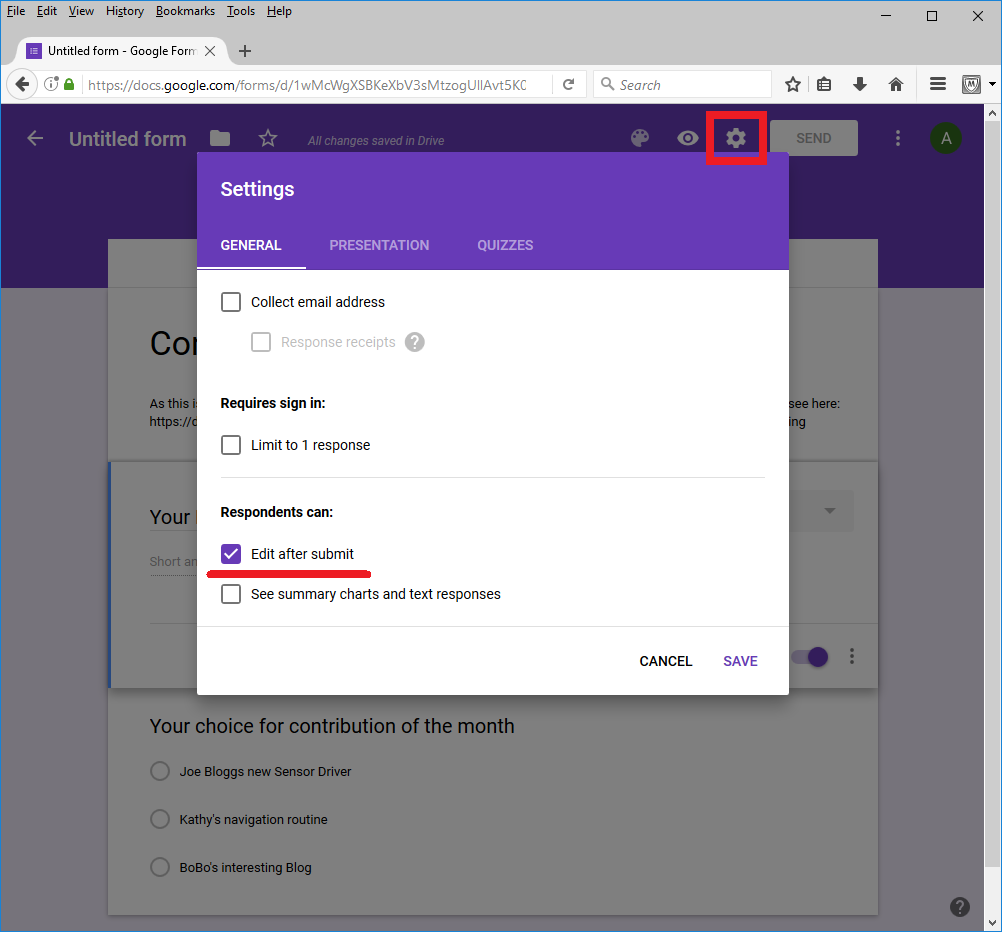 File Edit View History Bookmarks Tools Help
Untitled form - Google Form
https://docs.google.com/forms/d/1wMcWgXSBKeXbV3sMtzogUIlAvt5K0
Search
Untitled form
All changes saved in Drive
SEND
A
Settings
GENERAL PRESENTATION QUIZZES
Collect email address
Response receipts ?
Requires sign in:
Limit to 1 response
Respondents can:
Edit after submit
See summary charts and text responses
CANCEL SAVE
Cor
As this i see here:
https://d ing
Your
Short an
Your choice for contribution of the month
Joe Bloggs new Sensor Driver
Kathy's navigation routine
BoBo's interesting Blog
?